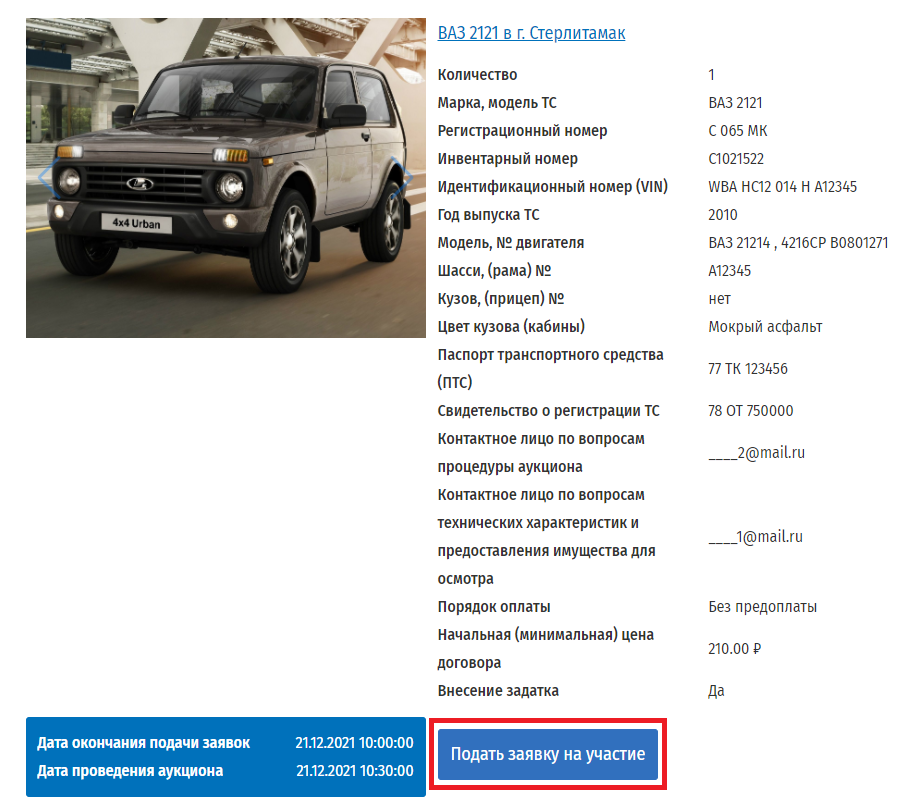 ВАЗ 2121 в г. Стерлитамак
Количество 1
Марка, модель ТС ВАЗ 2121
Регистрационный номер С 065 МК
Инвентарный номер С1021522
Идентификационный номер (VIN) WBA HC12 014 H A12345
Год выпуска ТС 2010
Модель, № двигателя ВАЗ 21214 , 4216СР В0801271
Шасси, (рама) № А12345
Кузов, (прицеп) № нет
Цвет кузова (кабины) Мокрый асфальт
Паспорт транспортного средства
(ПТС) 77 ТК 123456
Свидетельство о регистрации ТС 78 ОТ 750000
Контактное лицо по вопросам
процедуры аукциона ____2@mail.ru
Контактное лицо по вопросам
технических характеристик и
предоставления имущества для
осмотра ____1@mail.ru
Порядок оплаты Без предоплаты
Начальная (минимальная) цена
договора 210.00 ₽
Внесение задатка Да
4x4 Urban
Дата окончания подачи заявок 21.12.2021 10:00:00
Дата проведения аукциона 21.12.2021 10:30:00
Подать заявку на участие